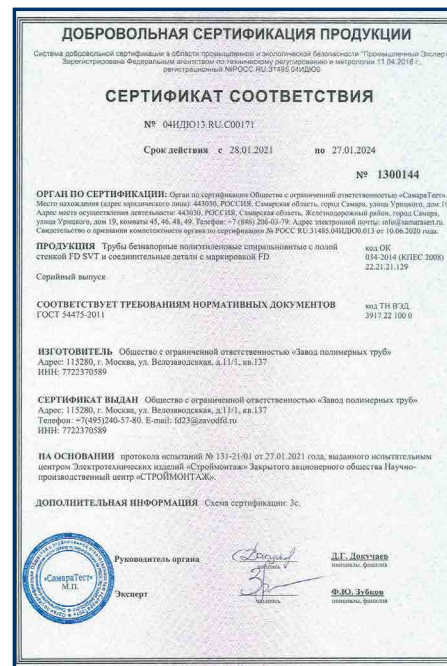 ДОБРОВОЛЬНАЯ СЕРТИФИКАЦИЯ ПРОДУКЦИИ
Система добровольной сертификации в области промышленной и экологической безопасности "Промышленный Эксперт
Зарегистрировано Федеральным агентством по техническому регулированию и метрологии 11.04.2016 г.,
регистрационный №РОСС RU.31485.04ИДЮ0
СЕРТИФИКАТ СООТВЕТСТВИЯ
№ 04ИДЮ13.RU.C00171
Срок действия с 28.01.2021 по 27.01.2024
№ 1300144
ОРГАН ПО СЕРТИФИКАЦИИ: Орган по сертификации Общества с ограниченной ответственностью «СамараТест».
Место нахождения (адрес юридического лица): 443030, РОССИЯ, Самарская область, город Самара, улица Урицкого, дом 19
Адрес места осуществления деятельности: 443030, РОССИЯ, Самарская область, Железнодорожный район, город Самара,
улица Урицкого, дом 19, комнаты 45, 46, 48, 49. Телефон: +7 (846) 206-03-79. Адрес электронной почты: info@samaratest.ru
Свидетельство о признании компетентности органа по сертификации № РОСС RU.31485.04ИДЮ0.013 от 10.06.2020 года.
ПРОДУКЦИЯ Трубы безнапорные полиэтиленовые спиральновитые с полой
стенкой FD SVT и соединительные детали с маркировкой FD
Серийный выпуск
код ОК
034-2014 (КПЕС 2008)
22.21.21.129
СООТВЕТСТВУЕТ ТРЕБОВАНИЯМ НОРМАТИВНЫХ ДОКУМЕНТОВ
ГОСТ 54475-2011
код ТН ВЭД
3917 22 100 0
ИЗГОТОВИТЕЛЬ Общество с ограниченной ответственностью «Завод полимерных труб»
Адрес: 115280, г. Москва, ул. Велозаводская, д.11/1, кв.137
ИНН: 7722370589
СЕРТИФИКАТ ВЫДАН Общество с ограниченной ответственностью «Завод полимерных труб»
Адрес: 115280, г. Москва, ул. Велозаводская, д.11/1, кв.137
Телефон: +7(495)240-57-80. E-mail: fd23@zavodfd.ru
ИНН: 7722370589
НА ОСНОВАНИИ протокола испытаний № 131-21/01 от 27.01.2021 года, выданного испытательным
центром Электротехнических изделий «Строймонтаж» Закрытого акционерного общества Научно-
производственный центр «СТРОЙМОНТАЖ».
ДОПОЛНИТЕЛЬНАЯ ИНФОРМАЦИЯ Схема сертификации: 3с.
«СамараТест»
М.П.
Руководитель органа
подпись
Д.Г. Докучаев
инициалы, фамилия
Эксперт
подпись
Ф.Ю. Зубков
инициалы, фамилия